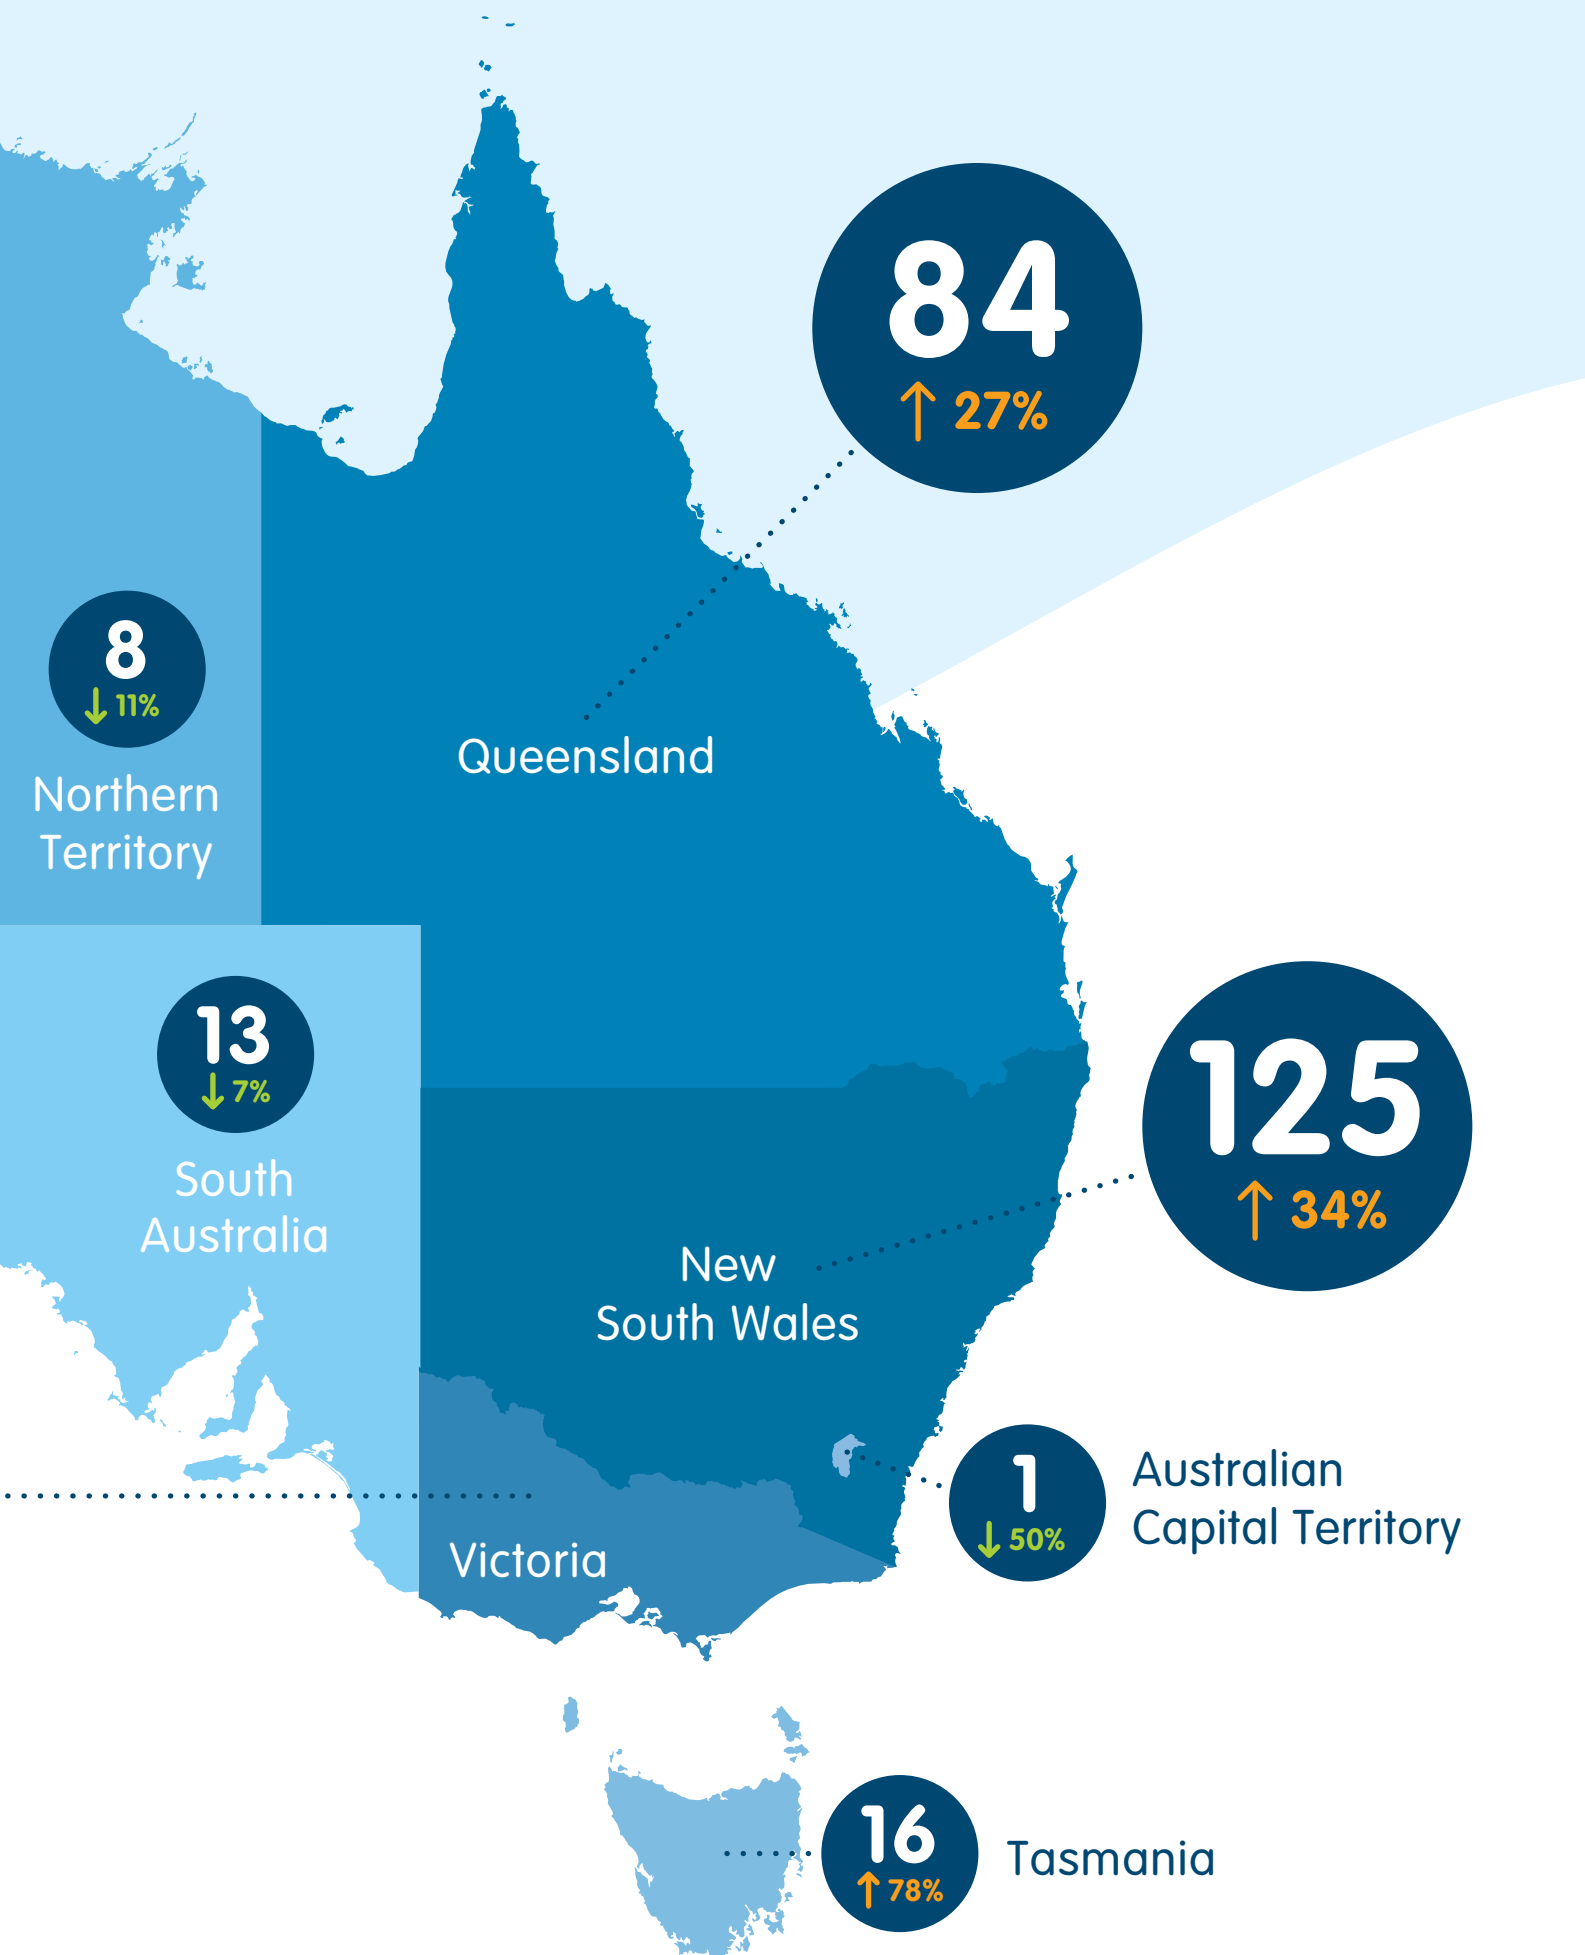 84
↑ 27%
8
↓ 11%
Northern
Territory
Queensland
13
↓ 7%
South
Australia
125
↑ 34%
New
South Wales
1
↓ 50%
Australian
Capital Territory
Victoria
16
↑ 78%
Tasmania